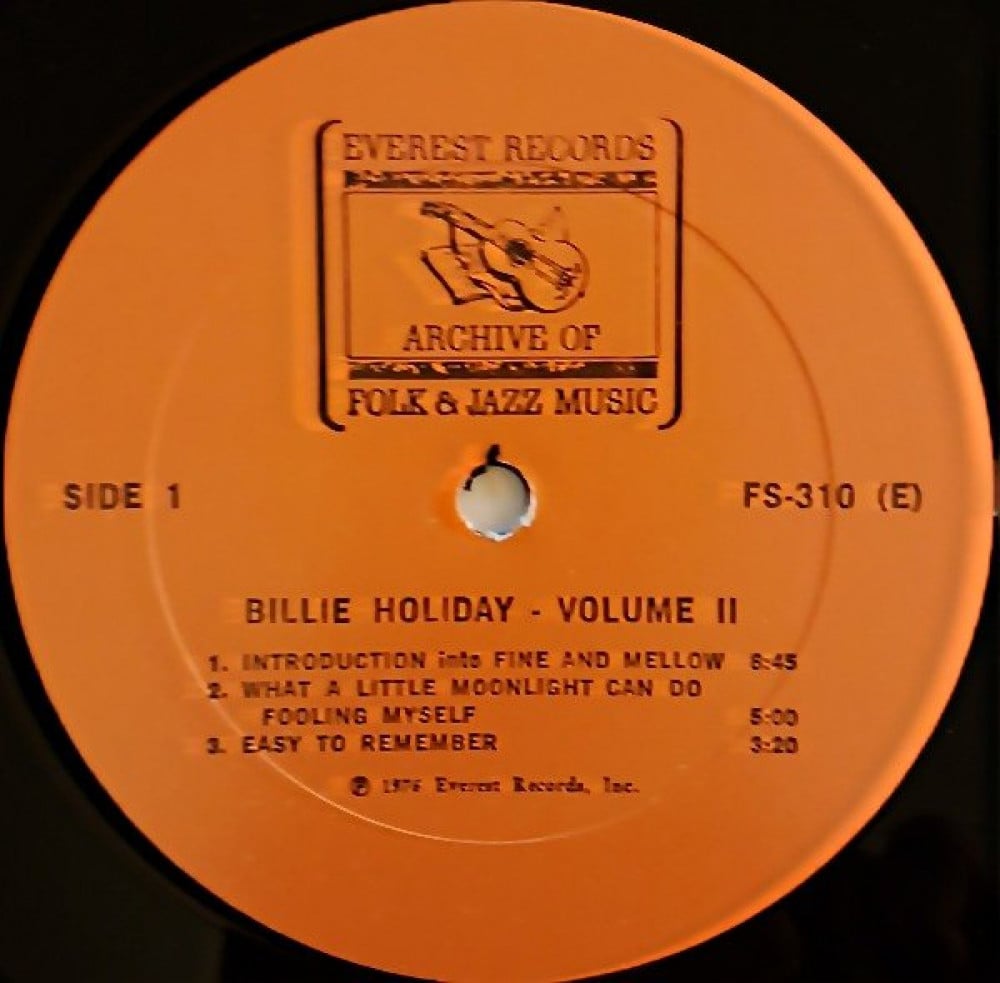 EVEREST RECORDS
ARCHIVE OF
FOLK & JAZZ MUSIC
SIDE 1
FS-310 (E)
BILLIE HOLIDAY - VOLUME II
1. INTRODUCTION into FINE AND MELLOW 6:45
2. WHAT A LITTLE MOONLIGHT CAN DO
FOOLING MYSELF 5:00
3. EASY TO REMEMBER 3:20
℗ 1976 Everest Records, Inc.